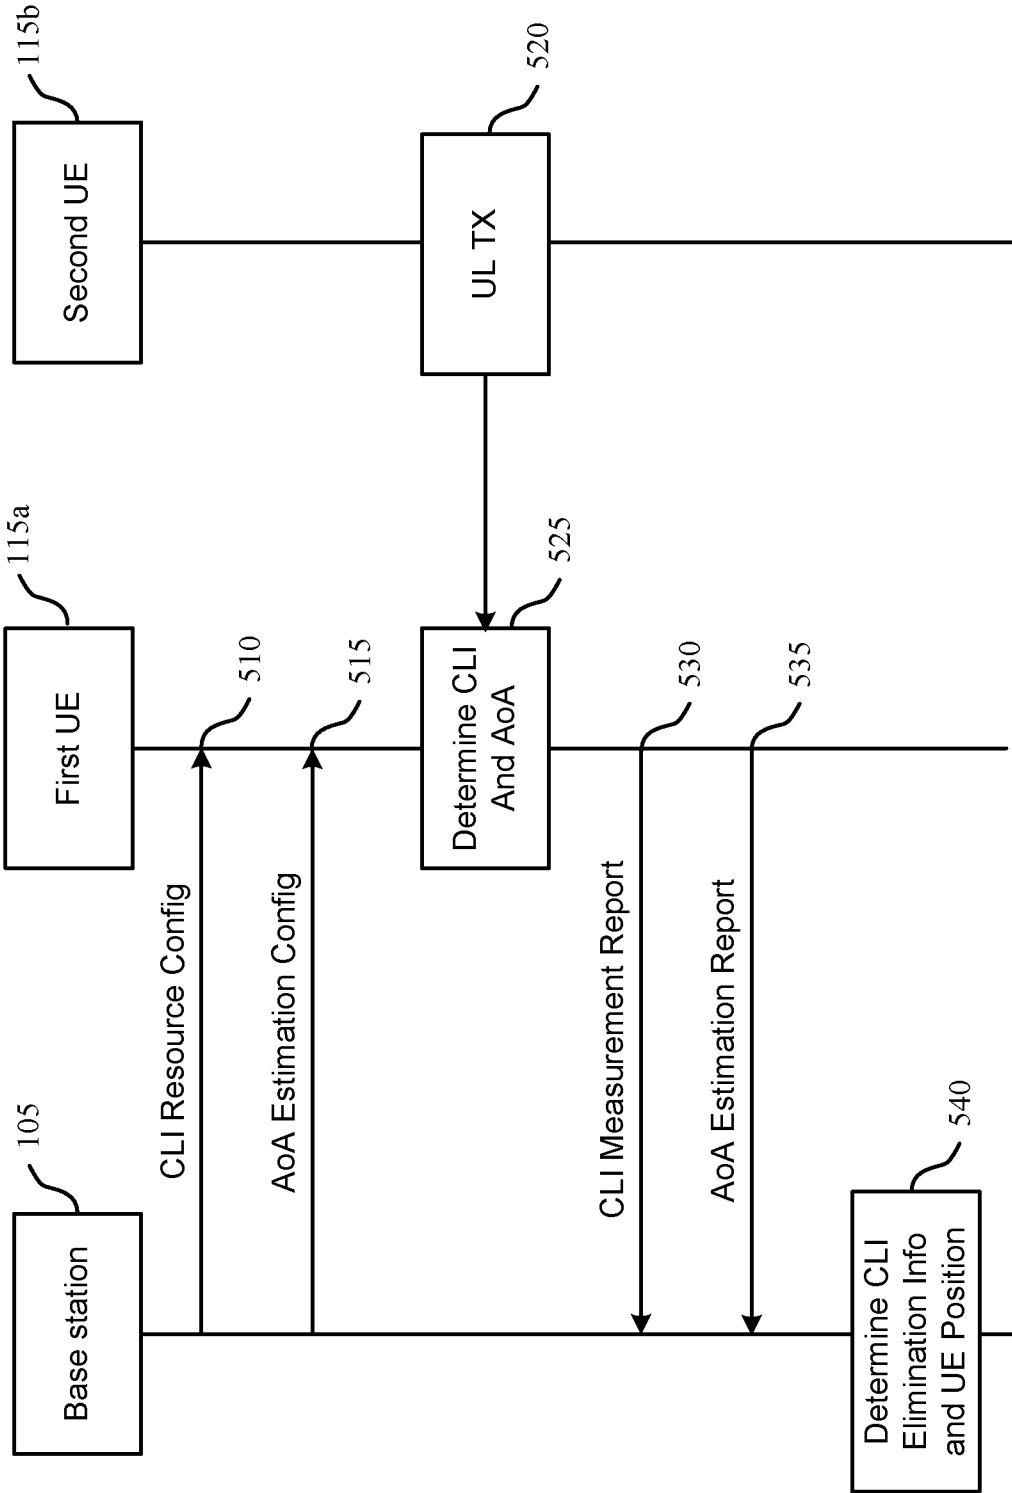 Base station
105
First UE
115a
Second UE
115b
CLI Resource Config
510
AoA Estimation Config
515
UL TX
520
Determine CLI
And AoA
525
CLI Measurement Report
530
AoA Estimation Report
535
Determine CLI
Elimination Info
and UE Position
540